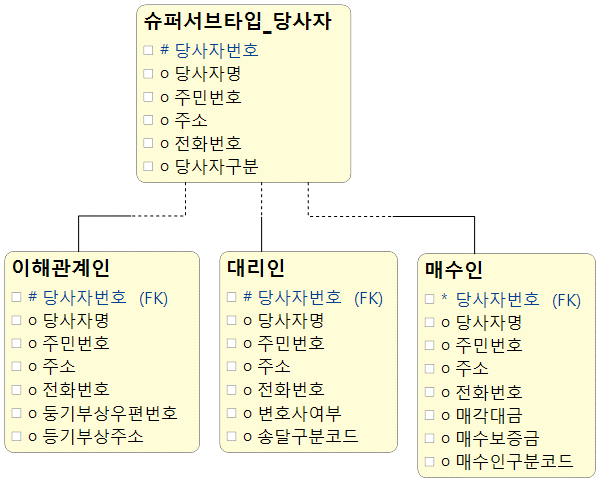 슈퍼서브타입_당사자
# 당사자번호
o 당사자명
o 주민번호
o 주소
o 전화번호
o 당사자구분
이해관계인
# 당사자번호 (FK)
o 당사자명
o 주민번호
o 주소
o 전화번호
o 둥기부상우편번호
o 등기부상주소
대리인
# 당사자번호 (FK)
o 당사자명
o 주민번호
o 주소
o 전화번호
o 변호사여부
o 송달구분코드
매수인
* 당사자번호 (FK)
o 당사자명
o 주민번호
o 주소
o 전화번호
o 매각대금
o 매수보증금
o 매수인구분코드